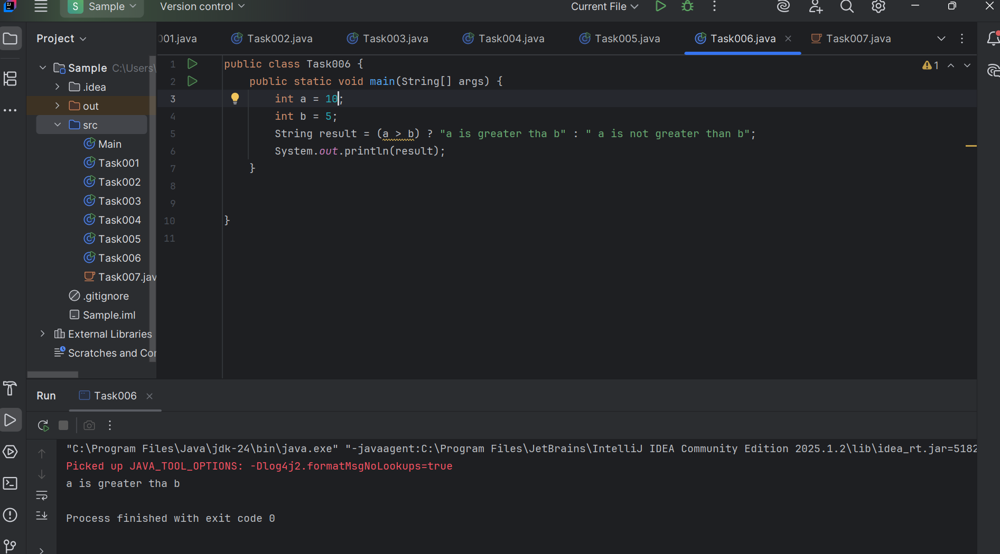 S Sample Version control Current File
Project
001.java Task002.java Task003.java Task004.java Task005.java Task006.java Task007.java
Sample C:\Users\
.idea
out
src
Main
Task001
Task002
Task003
Task004
Task005
Task006
Task007.jav
.gitignore
Sample.iml
External Libraries
Scratches and Cor
1 public class Task006 { 1
2 public static void main(String[] args) {
3 int a = 10;
4 int b = 5;
5 String result = (a > b) ? "a is greater tha b" : " a is not greater than b";
6 System.out.println(result);
7 }
8
9
10 }
11
Run Task006
"C:\Program Files\Java\jdk-24\bin\java.exe" "-javaagent:C:\Program Files\JetBrains\IntelliJ IDEA Community Edition 2025.1.2\lib\idea_rt.jar=5182
Picked up JAVA_TOOL_OPTIONS: -Dlog4j2.formatMsgNoLookups=true
a is greater tha b
Process finished with exit code 0